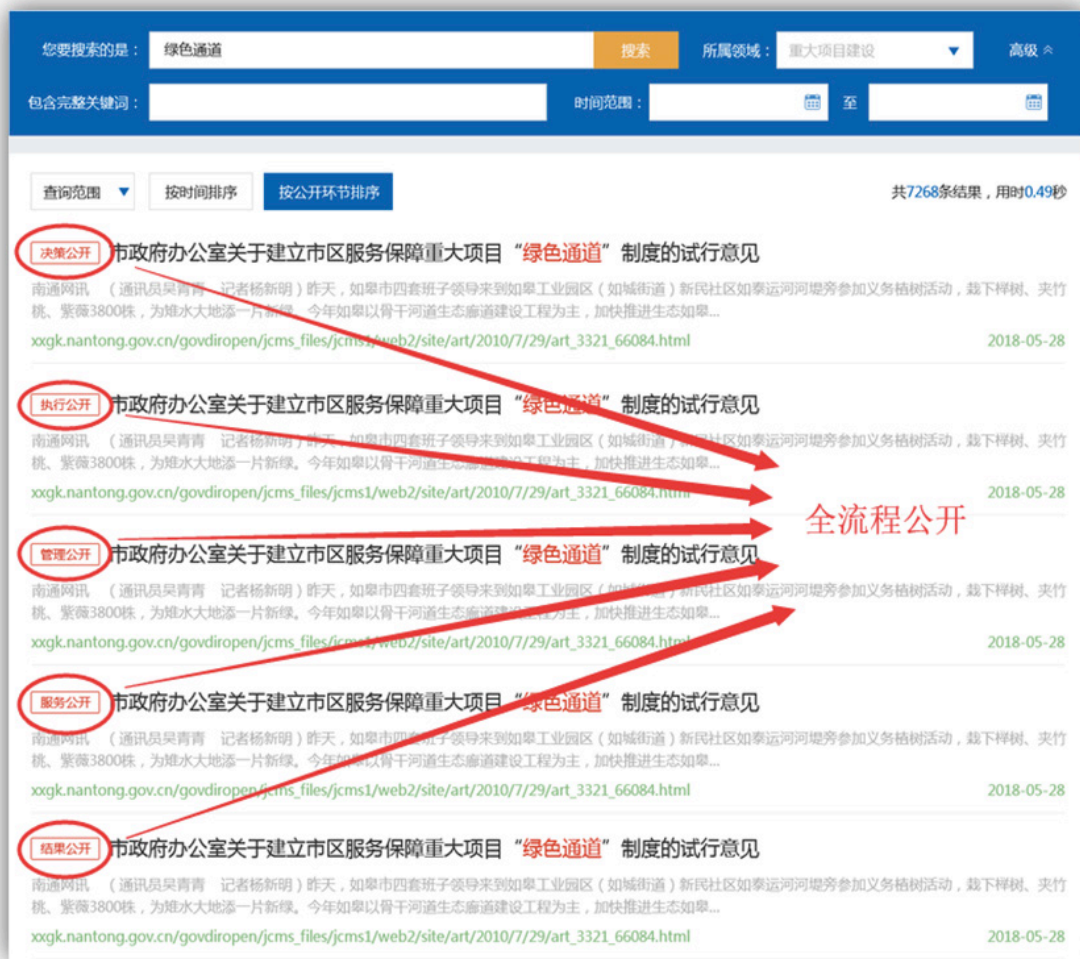 您要搜索的是： 绿色通道 搜索 所属领域： 重大项目建设 高级
包含完整关键词： 时间范围： 至
查询范围 按时间排序 按公开环节排序 共7268条结果，用时0.49秒
决策公开 市政府办公室关于建立市区服务保障重大项目“绿色通道”制度的试行意见
南通网讯 （通讯员吴青青 记者杨新明）昨天，如皋市四套班子领导来到如皋工业园区（如城街道）新民社区如泰运河河堤旁参加义务植树活动，栽下榉树、夹竹
桃、紫薇3800株，为雉水大地添一片新绿。今年如皋以骨干河道生态廊道建设工程为主，加快推进生态如皋...
xxgk.nantong.gov.cn/govdiropen/jcms_files/jcms1/web2/site/art/2010/7/29/art_3321_66084.html 2018-05-28
执行公开 市政府办公室关于建立市区服务保障重大项目“绿色通道”制度的试行意见
南通网讯 （通讯员吴青青 记者杨新明）昨天，如皋市四套班子领导来到如皋工业园区（如城街道）新民社区如泰运河河堤旁参加义务植树活动，栽下榉树、夹竹
桃、紫薇3800株，为雉水大地添一片新绿。今年如皋以骨干河道生态廊道建设工程为主，加快推进生态如皋...
xxgk.nantong.gov.cn/govdiropen/jcms_files/jcms1/web2/site/art/2010/7/29/art_3321_66084.html 2018-05-28
全流程公开
管理公开 市政府办公室关于建立市区服务保障重大项目“绿色通道”制度的试行意见
南通网讯 （通讯员吴青青 记者杨新明）昨天，如皋市四套班子领导来到如皋工业园区（如城街道）新民社区如泰运河河堤旁参加义务植树活动，栽下榉树、夹竹
桃、紫薇3800株，为雉水大地添一片新绿。今年如皋以骨干河道生态廊道建设工程为主，加快推进生态如皋...
xxgk.nantong.gov.cn/govdiropen/jcms_files/jcms1/web2/site/art/2010/7/29/art_3321_66084.html 2018-05-28
服务公开 市政府办公室关于建立市区服务保障重大项目“绿色通道”制度的试行意见
南通网讯 （通讯员吴青青 记者杨新明）昨天，如皋市四套班子领导来到如皋工业园区（如城街道）新民社区如泰运河河堤旁参加义务植树活动，栽下榉树、夹竹
桃、紫薇3800株，为雉水大地添一片新绿。今年如皋以骨干河道生态廊道建设工程为主，加快推进生态如皋...
xxgk.nantong.gov.cn/govdiropen/jcms_files/jcms1/web2/site/art/2010/7/29/art_3321_66084.html 2018-05-28
结果公开 市政府办公室关于建立市区服务保障重大项目“绿色通道”制度的试行意见
南通网讯 （通讯员吴青青 记者杨新明）昨天，如皋市四套班子领导来到如皋工业园区（如城街道）新民社区如泰运河河堤旁参加义务植树活动，栽下榉树、夹竹
桃、紫薇3800株，为雉水大地添一片新绿。今年如皋以骨干河道生态廊道建设工程为主，加快推进生态如皋...
xxgk.nantong.gov.cn/govdiropen/jcms_files/jcms1/web2/site/art/2010/7/29/art_3321_66084.html 2018-05-28